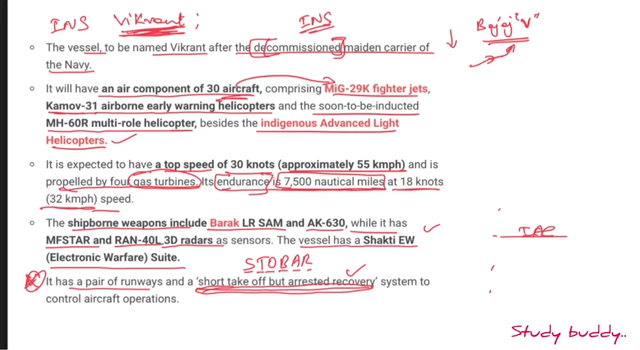 INS Vikrant ; INS Bajaj "V"
The vessel, to be named Vikrant after the decommissioned maiden carrier of
the Navy.
It will have an air component of 30 aircraft, comprising MiG-29K fighter jets,
Kamov-31 airborne early warning helicopters and the soon-to-be-inducted
MH-60R multi-role helicopter, besides the indigenous Advanced Light
Helicopters.
It is expected to have a top speed of 30 knots (approximately 55 kmph) and is
propelled by four gas turbines. Its endurance is 7,500 nautical miles at 18 knots
(32 kmph) speed.
The shipborne weapons include Barak LR SAM and AK-630, while it has
MFSTAR and RAN-40L 3D radars as sensors. The vessel has a Shakti EW
(Electronic Warfare) Suite.
STOBAR
It has a pair of runways and a 'short take off but arrested recovery' system to
control aircraft operations.
Study buddy..